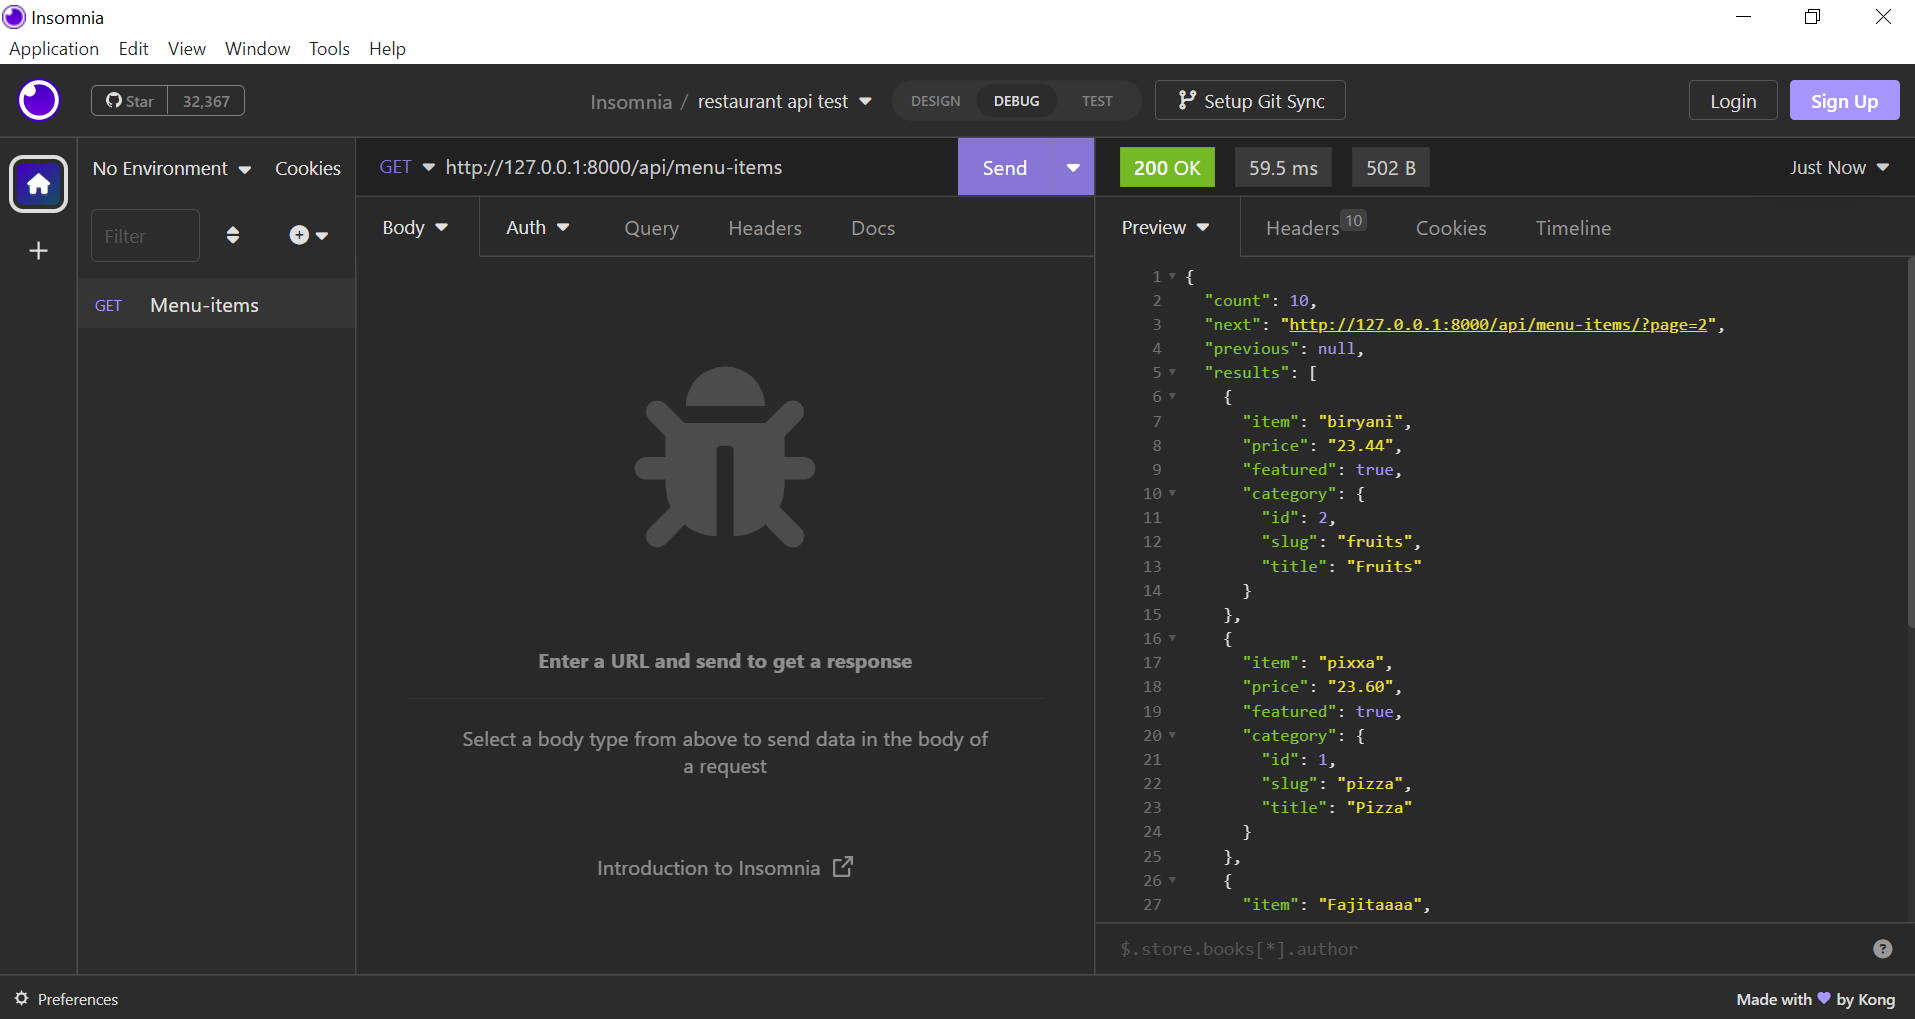 Insomnia
Application Edit View Window Tools Help
Star 32,367
Insomnia / restaurant api test
DESIGN DEBUG TEST
Setup Git Sync
Login Sign Up
No Environment Cookies
Filter
GET Menu-items
GET http://127.0.0.1:8000/api/menu-items Send
Body Auth Query Headers Docs
Enter a URL and send to get a response
Select a body type from above to send data in the body of
a request
Introduction to Insomnia
200 OK 59.5 ms 502 B Just Now
Preview Headers 10 Cookies Timeline
1 {
2 "count": 10,
3 "next": "http://127.0.0.1:8000/api/menu-items/?page=2",
4 "previous": null,
5 "results": [
6 {
7 "item": "biryani",
8 "price": "23.44",
9 "featured": true,
10 "category": {
11 "id": 2,
12 "slug": "fruits",
13 "title": "Fruits"
14 }
15 },
16 {
17 "item": "pixxa",
18 "price": "23.60",
19 "featured": true,
20 "category": {
21 "id": 1,
22 "slug": "pizza",
23 "title": "Pizza"
24 }
25 },
26 {
27 "item": "Fajitaaaa",
$.store.books[*].author
Preferences
Made with 💜 by Kong